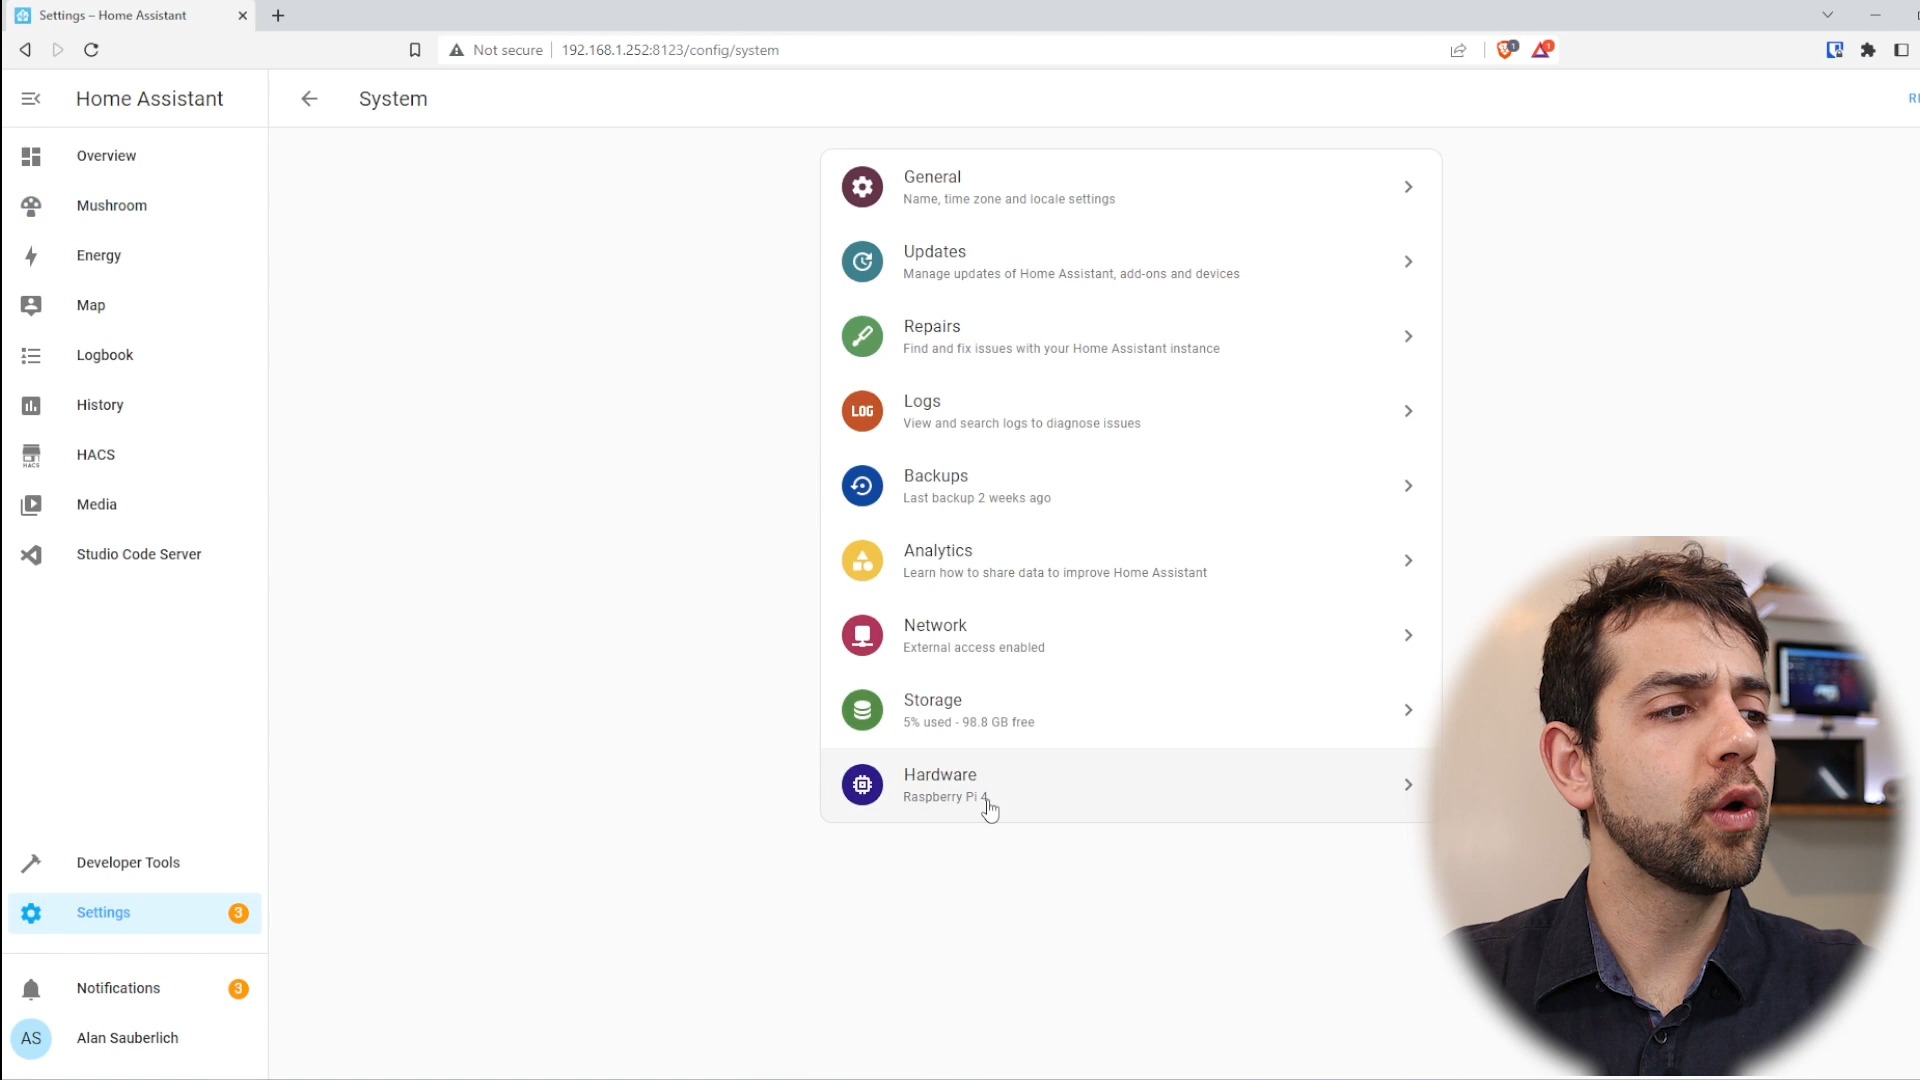 Settings – Home Assistant
Not secure
192.168.1.252:8123/config/system
1
1
Home Assistant
System
Overview
Mushroom
Energy
Map
Logbook
History
HACS
HACS
Media
Studio Code Server
Developer Tools
Settings
3
Notifications
3
AS
Alan Sauberlich
General
Name, time zone and locale settings
Updates
Manage updates of Home Assistant, add-ons and devices
Repairs
Find and fix issues with your Home Assistant instance
LOG
Logs
View and search logs to diagnose issues
Backups
Last backup 2 weeks ago
Analytics
Learn how to share data to improve Home Assistant
Network
External access enabled
Storage
5% used - 98.8 GB free
Hardware
Raspberry Pi 4